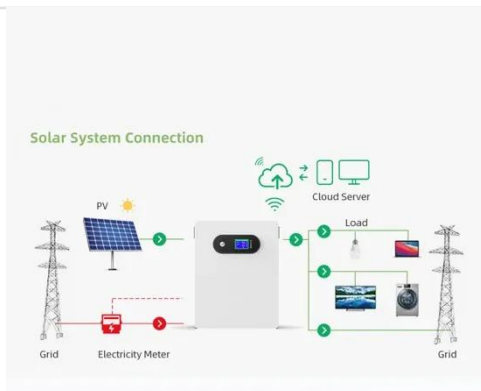 Solar System Connection
Cloud Server
PV
Load
Grid
Electricity Meter
Grid